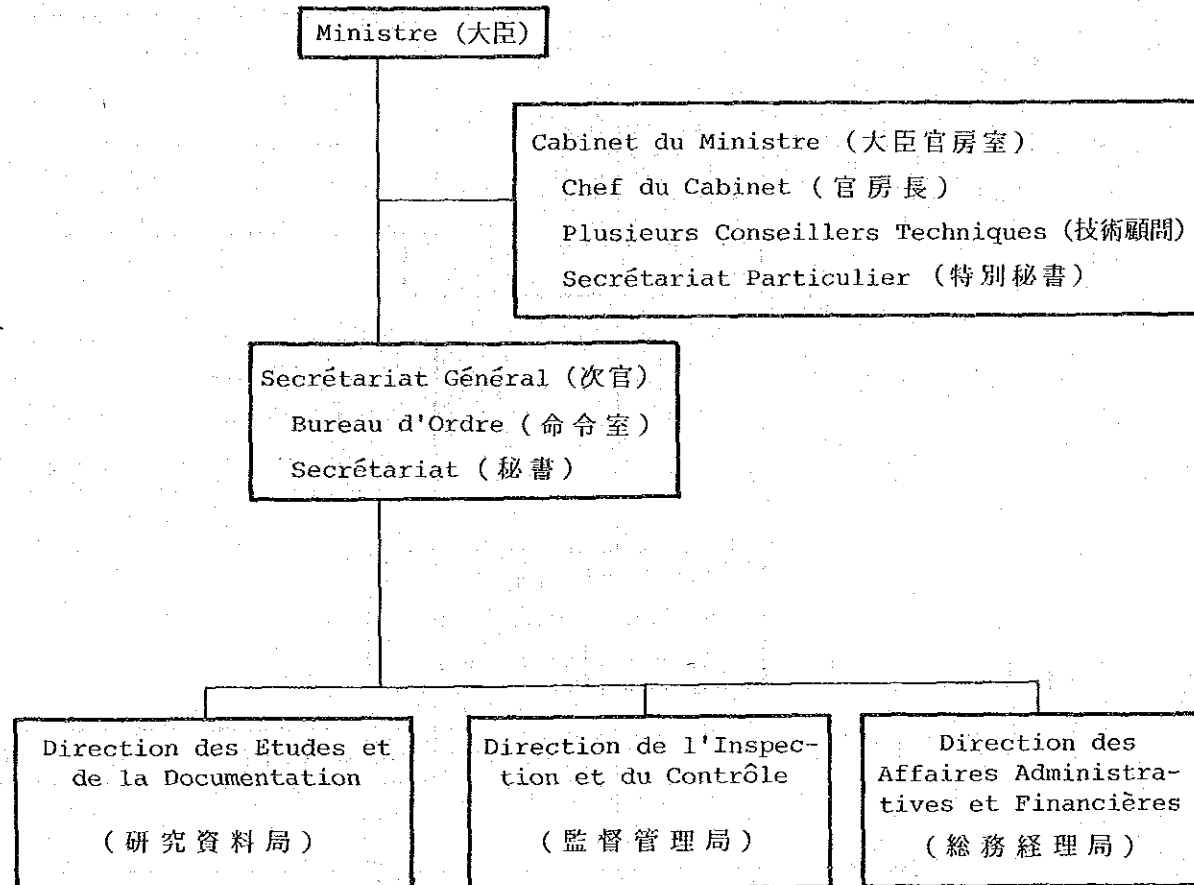 Ministre (大臣)
Cabinet du Ministre (大臣官房室)
Chef du Cabinet (官房長)
Plusieurs Conseillers Techniques (技術顧問)
Secrétariat Particulier (特別秘書)
Secrétariat Général (次官)
Bureau d'Ordre (命令室)
Secrétariat (秘書)
Direction des Etudes et
de la Documentation
(研究資料局)
Direction de l'Inspec-
tion et du Contrôle
(監督管理局)
Direction des
Affaires Administra-
tives et Financières
(総務経理局)